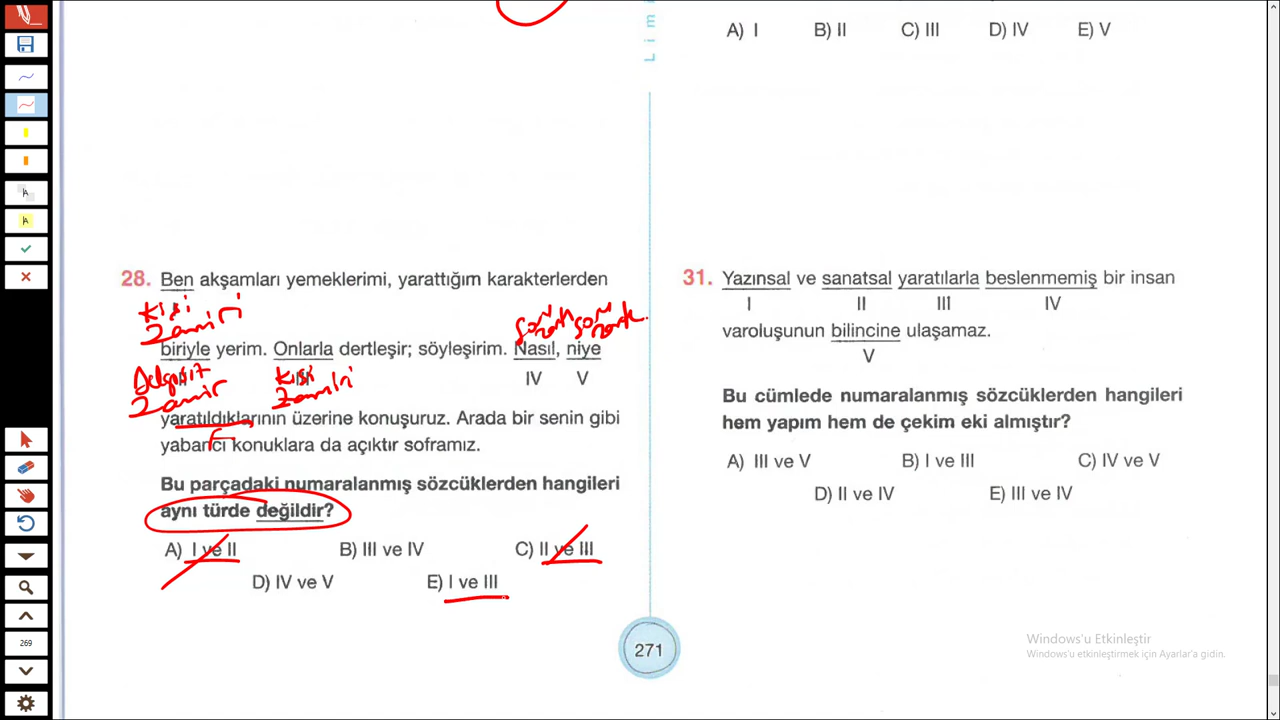 A) I B) II C) III D) IV E) V
Limi
28. Ben akşamları yemeklerimi, yarattığım karakterlerden
kişi
zamiri
soru
zarfı
soru
zarfı
biriyle yerim. Onlarla dertleşir; söyleşirim. Nasıl, niye
Belgisiz
zamir
kişi
zamiri
IV V
yaratıldıklarının üzerine konuşuruz. Arada bir senin gibi
F
yabancı konuklara da açıktır soframız.
Bu parçadaki numaralanmış sözcüklerden hangileri
aynı türde değildir?
A) I ve II B) III ve IV C) II ve III
D) IV ve V E) I ve III
31. Yazınsal ve sanatsal yaratılarla beslenmemiş bir insan
I II III IV
varoluşunun bilincine ulaşamaz.
V
Bu cümlede numaralanmış sözcüklerden hangileri
hem yapım hem de çekim eki almıştır?
A) III ve V B) I ve III C) IV ve V
D) II ve IV E) III ve IV
271
269
A
A
Windows'u Etkinleştir
Windows'u etkinleştirmek için Ayarlar'a gidin.